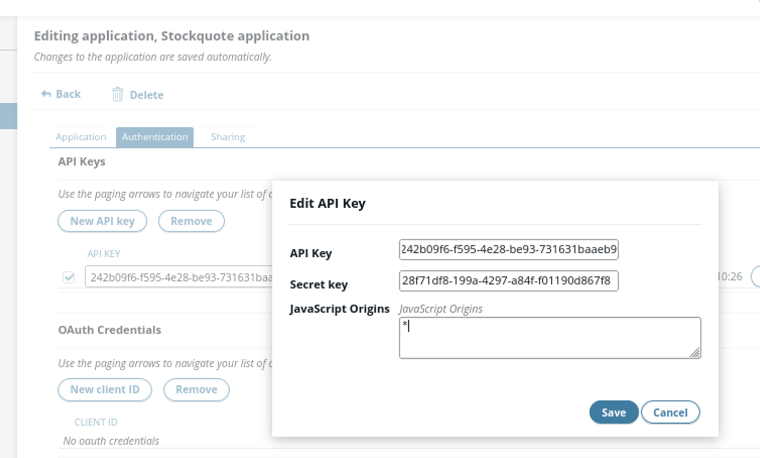 Editing application, Stockquote application
Changes to the application are saved automatically.
Back Delete
Application Authentication Sharing
API Keys
Use the paging arrows to navigate your list of
New API key Remove
API KEY
242b09f6-f595-4e28-be93-731631baa
10:26
OAuth Credentials
Use the paging arrows to navigate your list of
New client ID Remove
CLIENT ID
No oauth credentials
Edit API Key
API Key 242b09f6-f595-4e28-be93-731631baaeb9
Secret key 28f71df8-199a-4297-a84f-f01190d867f8
JavaScript Origins JavaScript Origins
*
Save Cancel